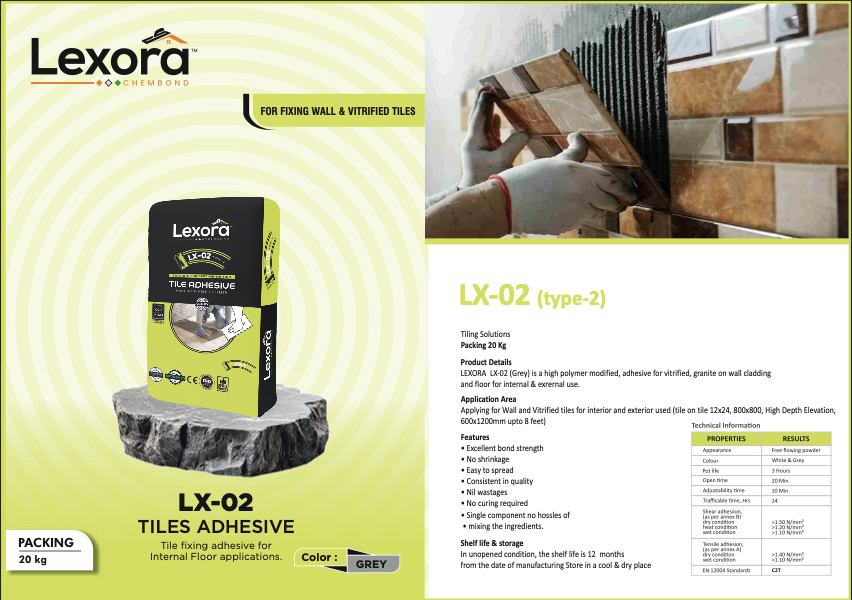 Lexora™
CHEMBOND
FOR FIXING WALL & VITRIFIED TILES
Lexora
LX-02
TILE ADHESIVE
Lexora
LX-02
TILES ADHESIVE
Tile fixing adhesive for
Internal Floor applications.
PACKING
20 kg
Color :
GREY
LX-02 (type-2)
Tiling Solutions
Packing 20 Kg
Product Details
LEXORA LX-02 (Grey) is a high polymer modified, adhesive for vitrified, granite on wall cladding
and floor for internal & exrernal use.
Application Area
Applying for Wall and Vitrified tiles for interior and exterior used (tile on tile 12x24, 800x800, High Depth Elevation,
600x1200mm upto 8 feet)
Features
• Excellent bond strength
• No shrinkage
• Easy to spread
• Consistent in quality
• Nil wastages
• No curing required
• Single component no hossles of
• mixing the ingredients.
Shelf life & storage
In unopened condition, the shelf life is 12 months
from the date of manufacturing Store in a cool & dry place
Technical Information
PROPERTIES RESULTS
Appearance Free flowing powder
Colour White & Grey
Pot life 3 Hours
Open time 20 Min.
Adjustability time 10 Min.
Trafficable time, Hrs 24
Shear adhesion,
(as per annex B)
dry condition >1.50 N/mm²
heat condition >1.20 N/mm²
wet condition >1.10 N/mm²
Tensile adhesion,
(as per annex A)
dry condition >1.40 N/mm²
wet condition >1.10 N/mm²
EN 12004 Standards C2T